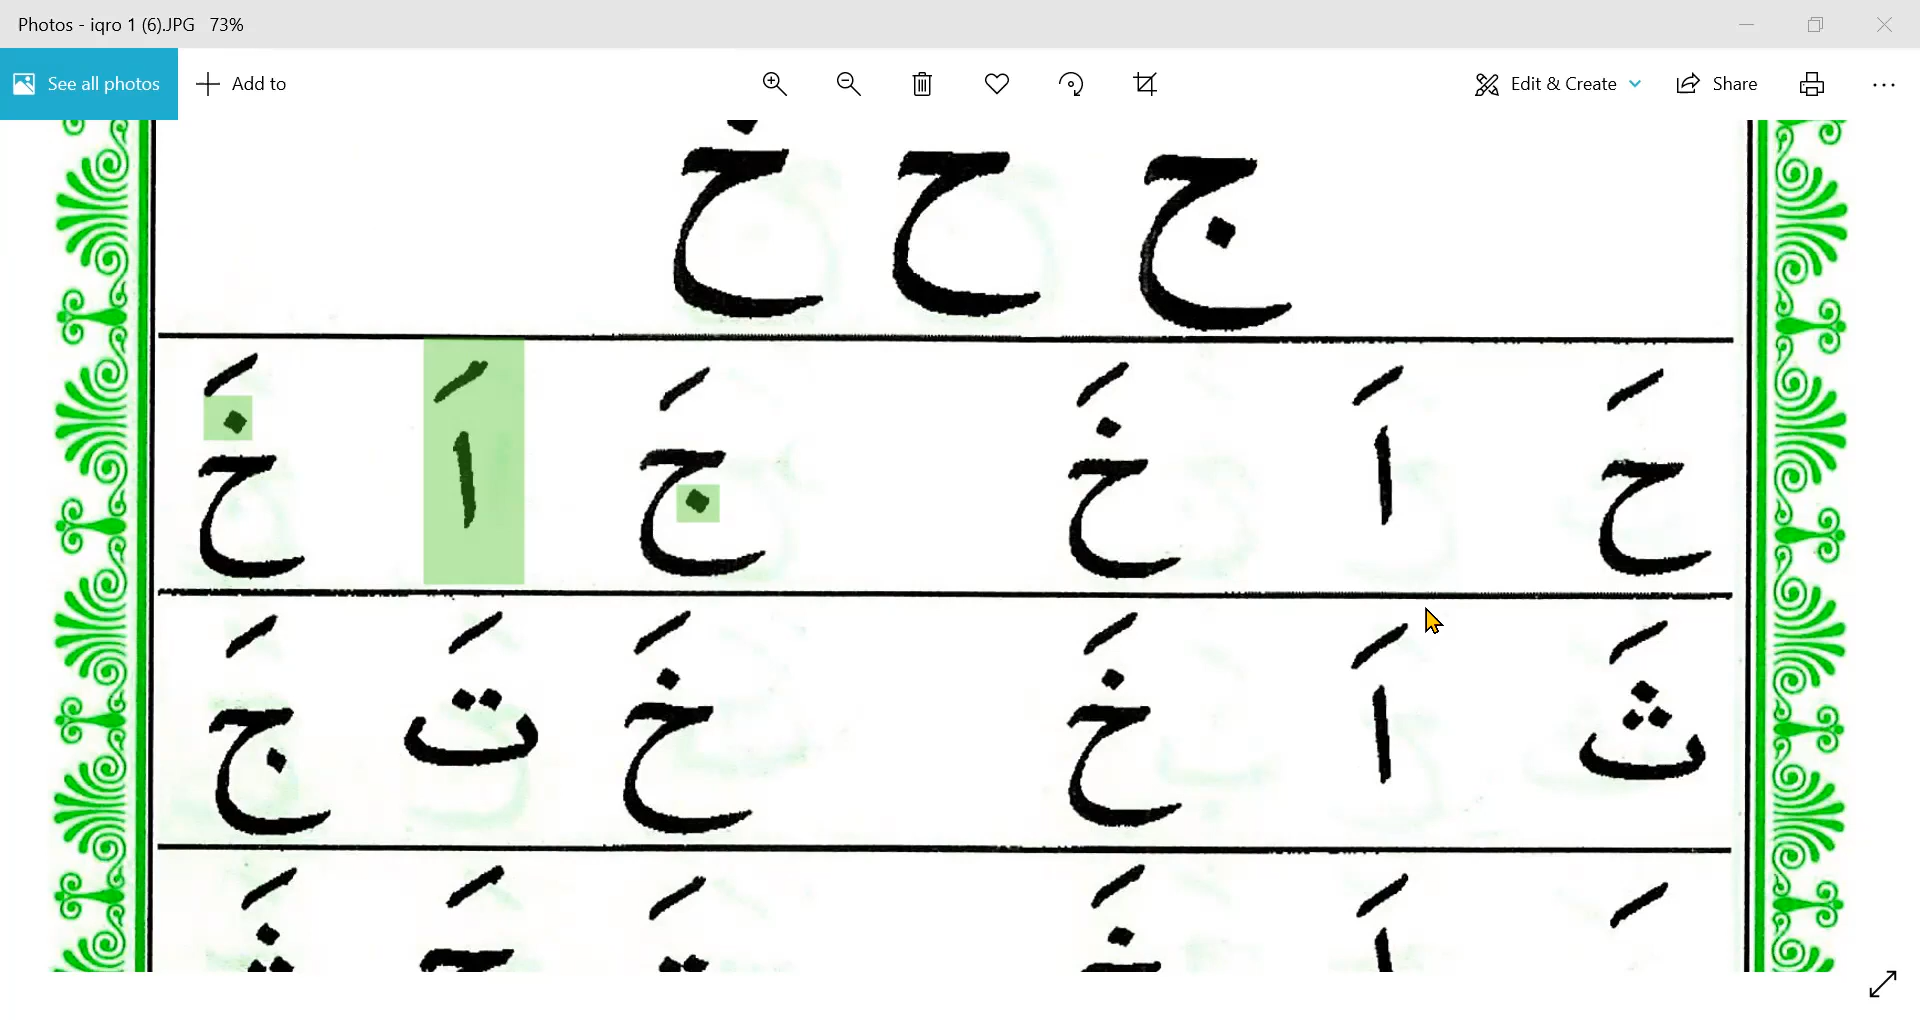 Photos - iqro 1 (6).JPG 73%
See all photos
Add to
Edit & Create
Share
ج ح خ
حَ اَ خَ جَ اَ خَ
ثَ اَ خَ خَ تَ جَ